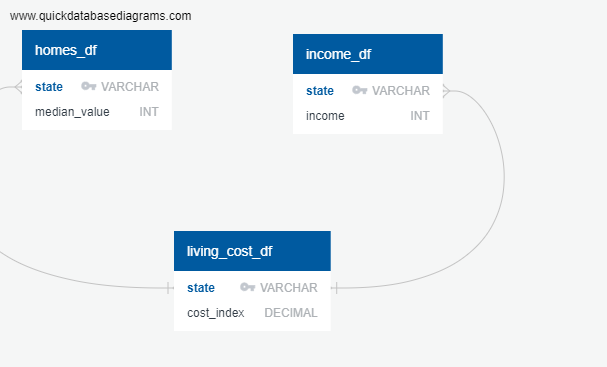 www.quickdatabasediagrams.com
homes_df
state VARCHAR
median_value INT
income_df
state VARCHAR
income INT
living_cost_df
state VARCHAR
cost_index DECIMAL